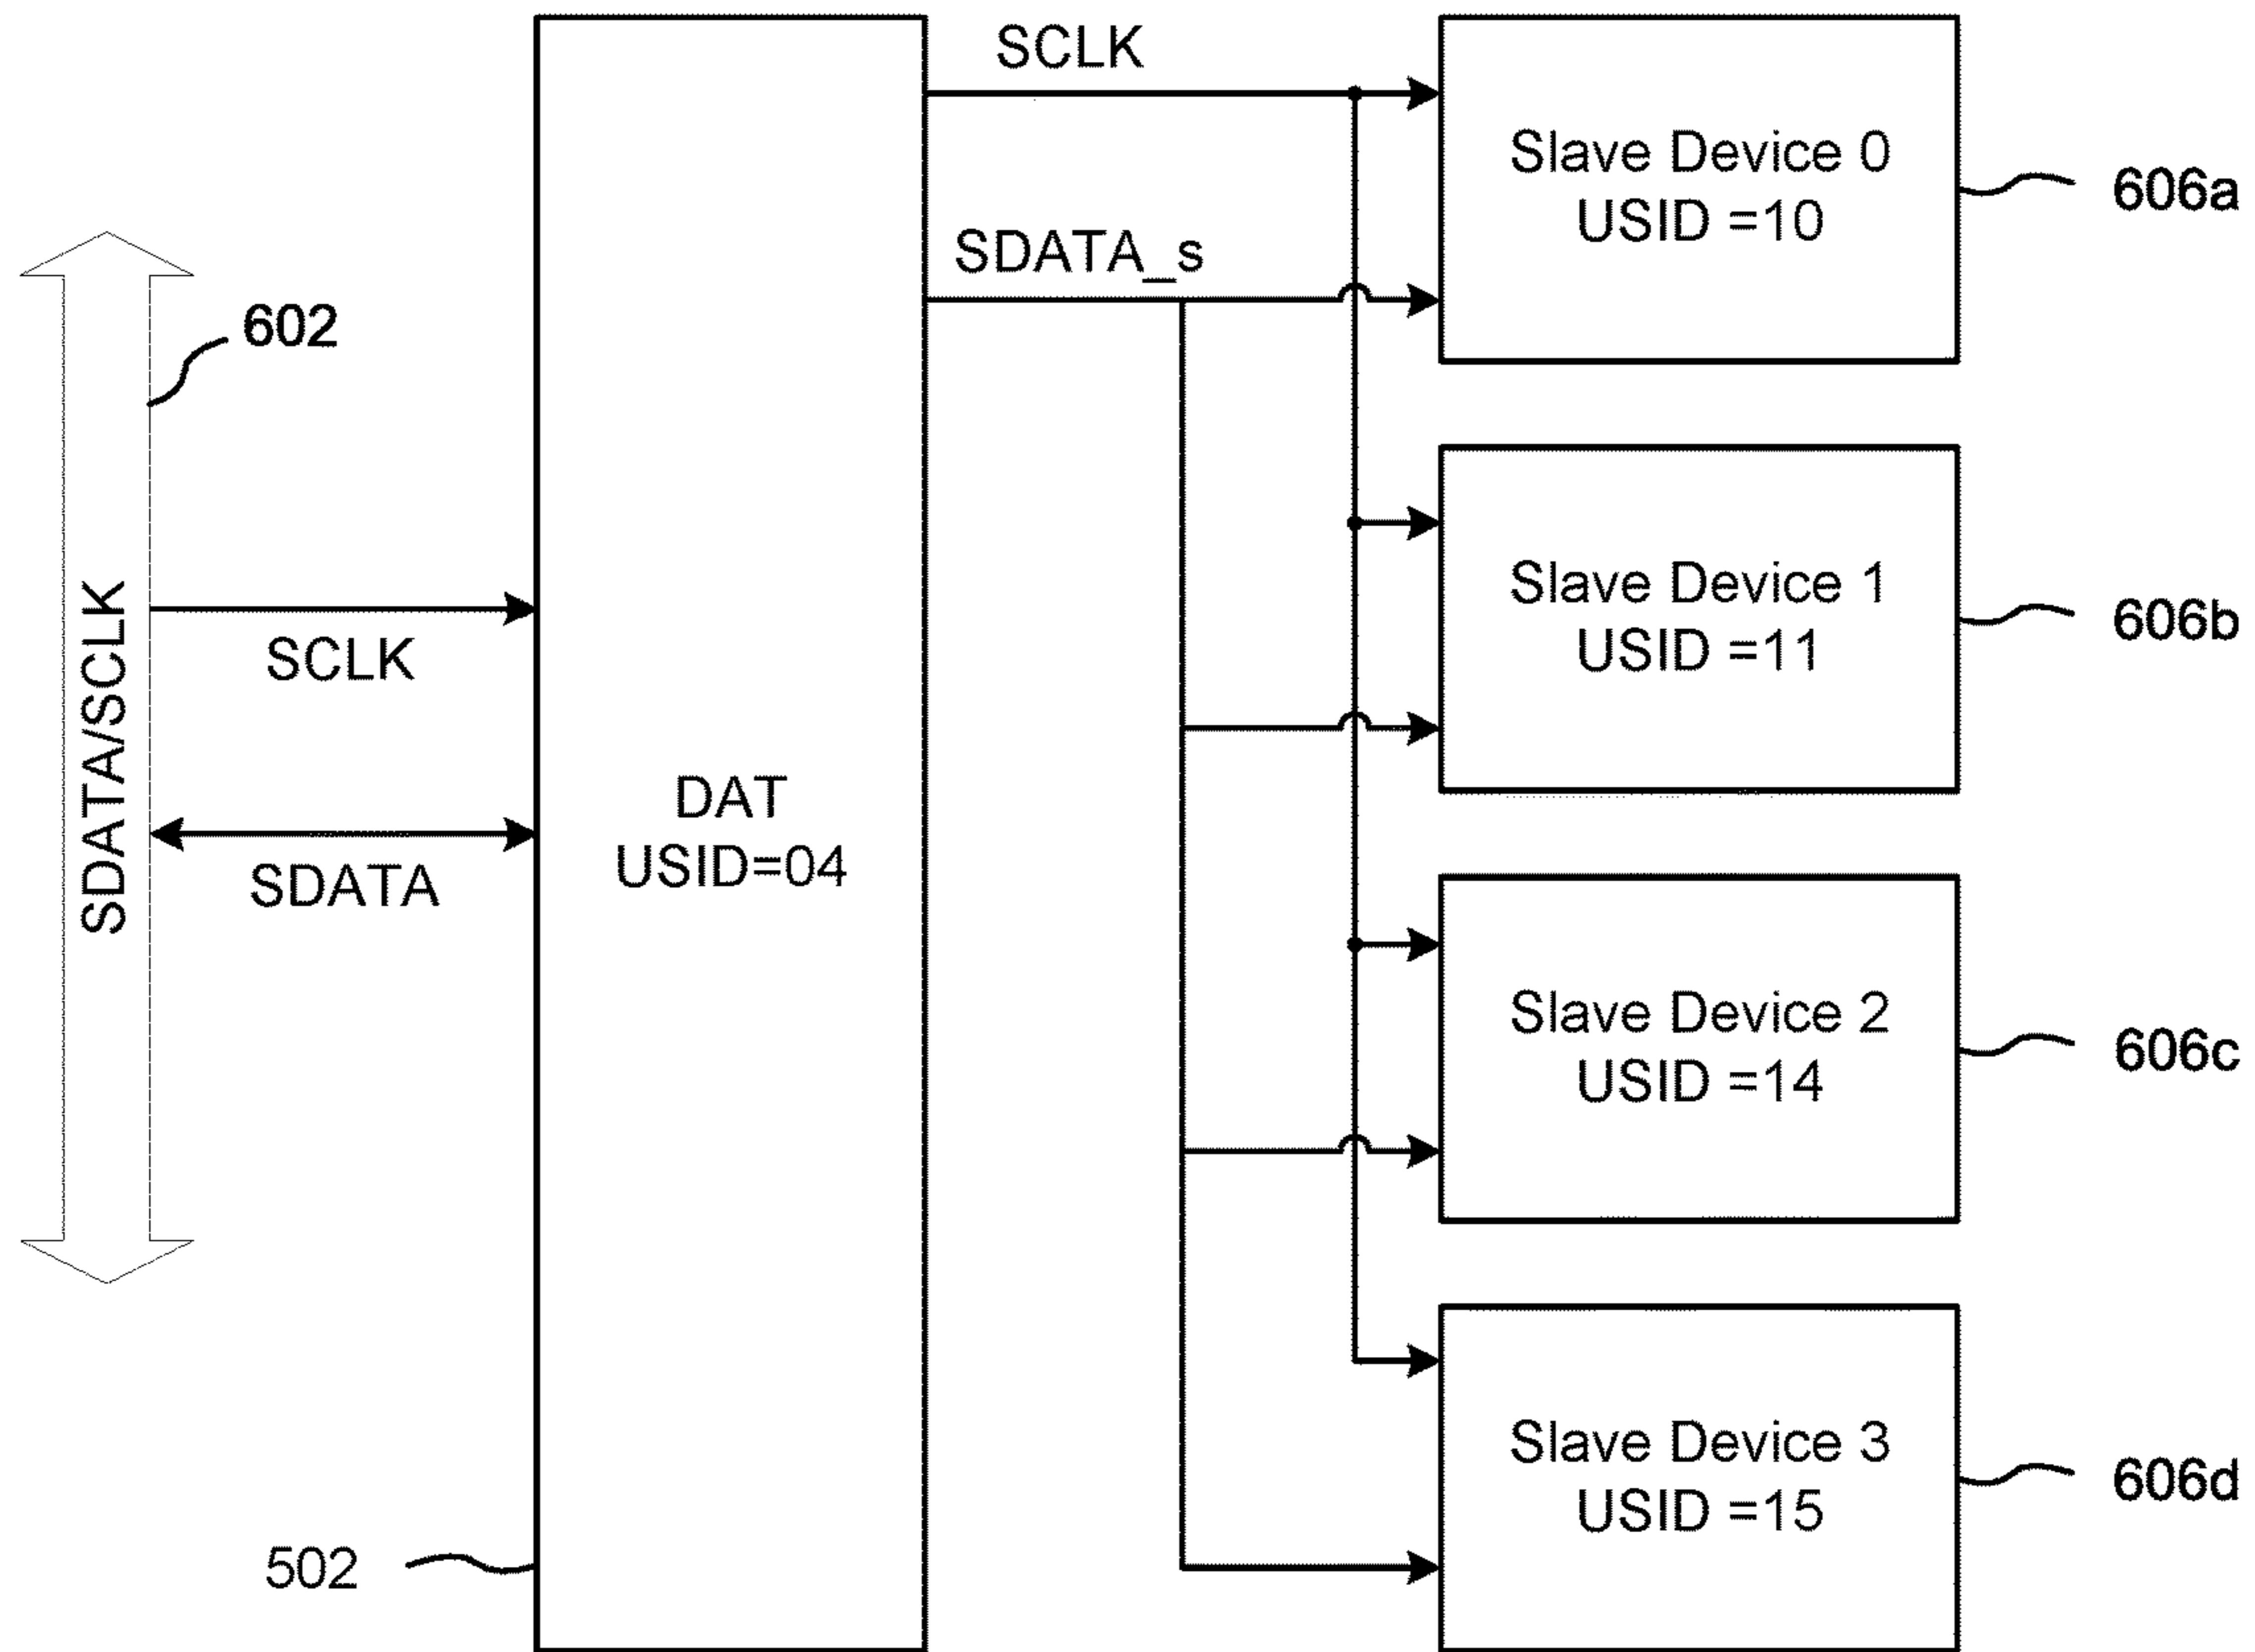 SCLK
SDATA_s
602
SDATA/SCLK
SCLK
SDATA
DAT
USID=04
502
Slave Device 0
USID =10
606a
Slave Device 1
USID =11
606b
Slave Device 2
USID =14
606c
Slave Device 3
USID =15
606d